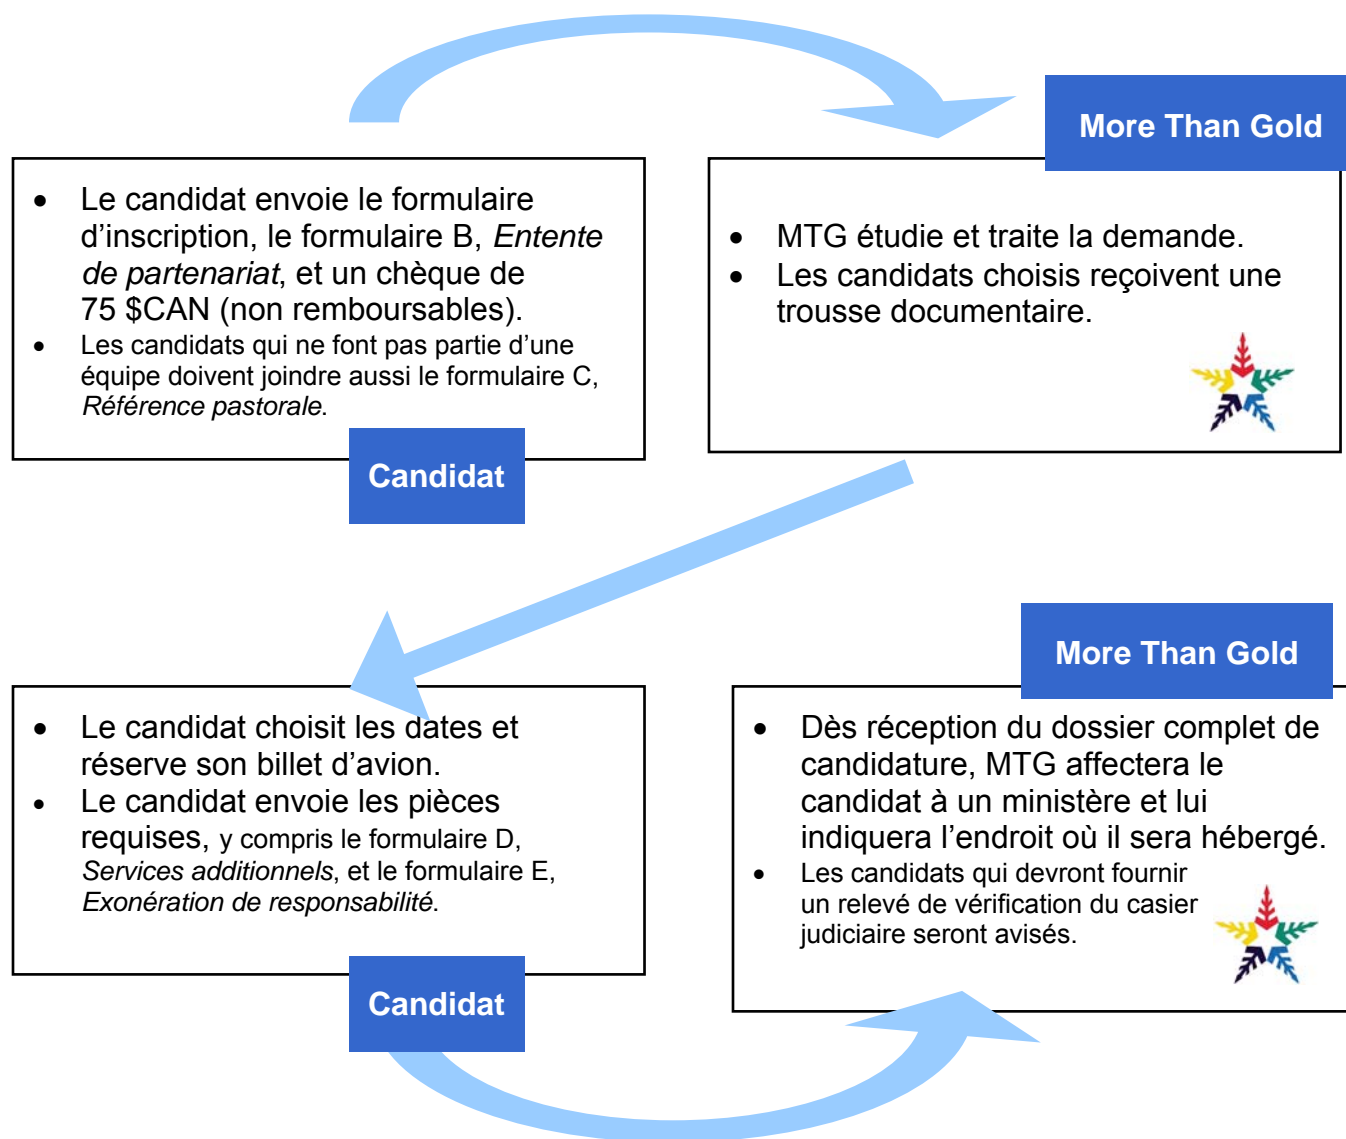 More Than Gold
• Le candidat envoie le formulaire
d’inscription, le formulaire B, Entente
de partenariat, et un chèque de
75 $CAN (non remboursables).
• Les candidats qui ne font pas partie d’une
équipe doivent joindre aussi le formulaire C,
Référence pastorale.
Candidat
• MTG étudie et traite la demande.
• Les candidats choisis reçoivent une
trousse documentaire.
More Than Gold
• Le candidat choisit les dates et
réserve son billet d’avion.
• Le candidat envoie les pièces
requises, y compris le formulaire D,
Services additionnels, et le formulaire E,
Exonération de responsabilité.
Candidat
• Dès réception du dossier complet de
candidature, MTG affectera le
candidat à un ministère et lui
indiquera l’endroit où il sera hébergé.
• Les candidats qui devront fournir
un relevé de vérification du casier
judiciaire seront avisés.